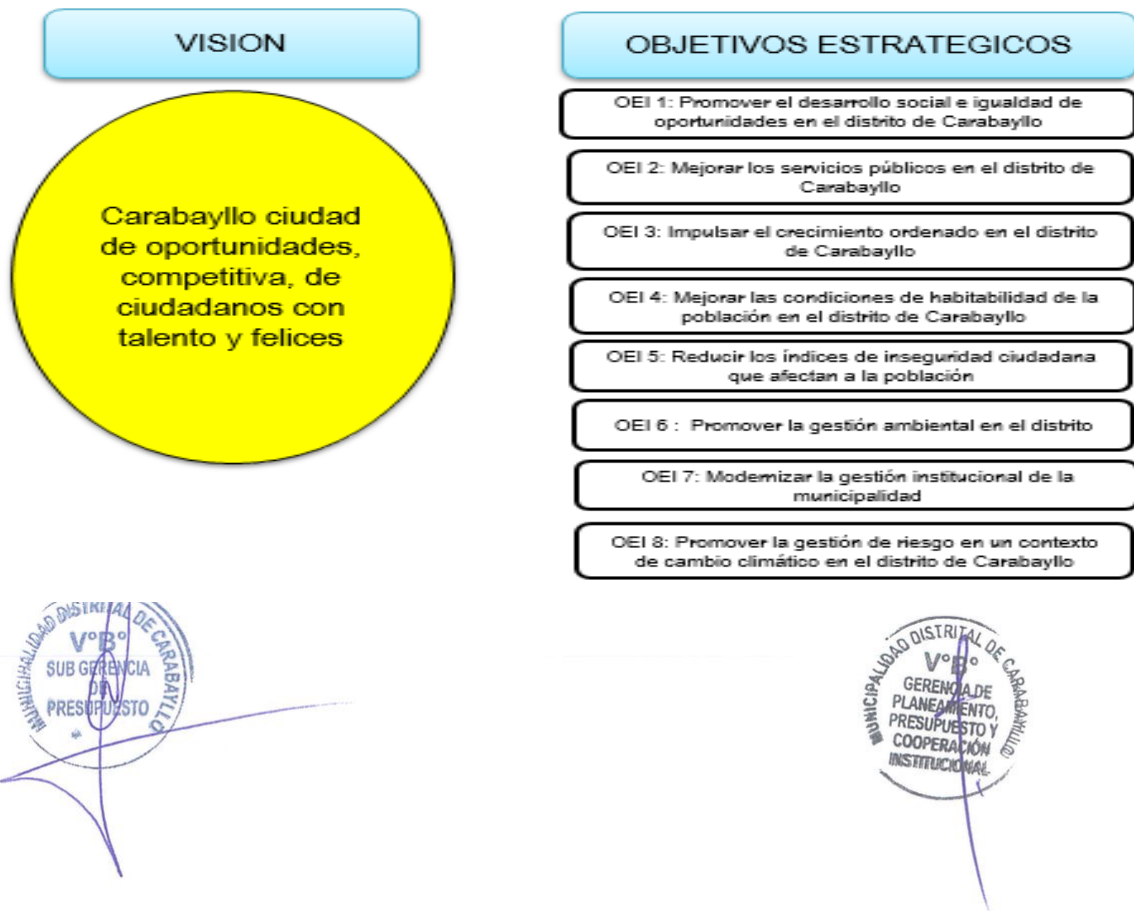 VISION
Carabayllo ciudad
de oportunidades,
competitiva, de
ciudadanos con
talento y felices
OBJETIVOS ESTRATEGICOS
OEI 1: Promover el desarrollo social e igualdad de
oportunidades en el distrito de Carabayllo
OEI 2: Mejorar los servicios públicos en el distrito de
Carabayllo
OEI 3: Impulsar el crecimiento ordenado en el distrito
de Carabayllo
OEI 4: Mejorar las condiciones de habitabilidad de la
población en el distrito de Carabayllo
OEI 5: Reducir los índices de inseguridad ciudadana
que afectan a la población
OEI 6 : Promover la gestión ambiental en el distrito
OEI 7: Modernizar la gestión institucional de la
municipalidad
OEI 8: Promover la gestión de riesgo en un contexto
de cambio climático en el distrito de Carabayllo
MUNICIPALIDAD DISTRITAL DE CARABAYLLO
V°B°
SUB GERENCIA
DE
PRESUPUESTO
MUNICIPALIDAD DISTRITAL DE CARABAYLLO
V°B°
GERENCIA DE
PLANEAMIENTO,
PRESUPUESTO Y
COOPERACIÓN
INSTITUCIONAL